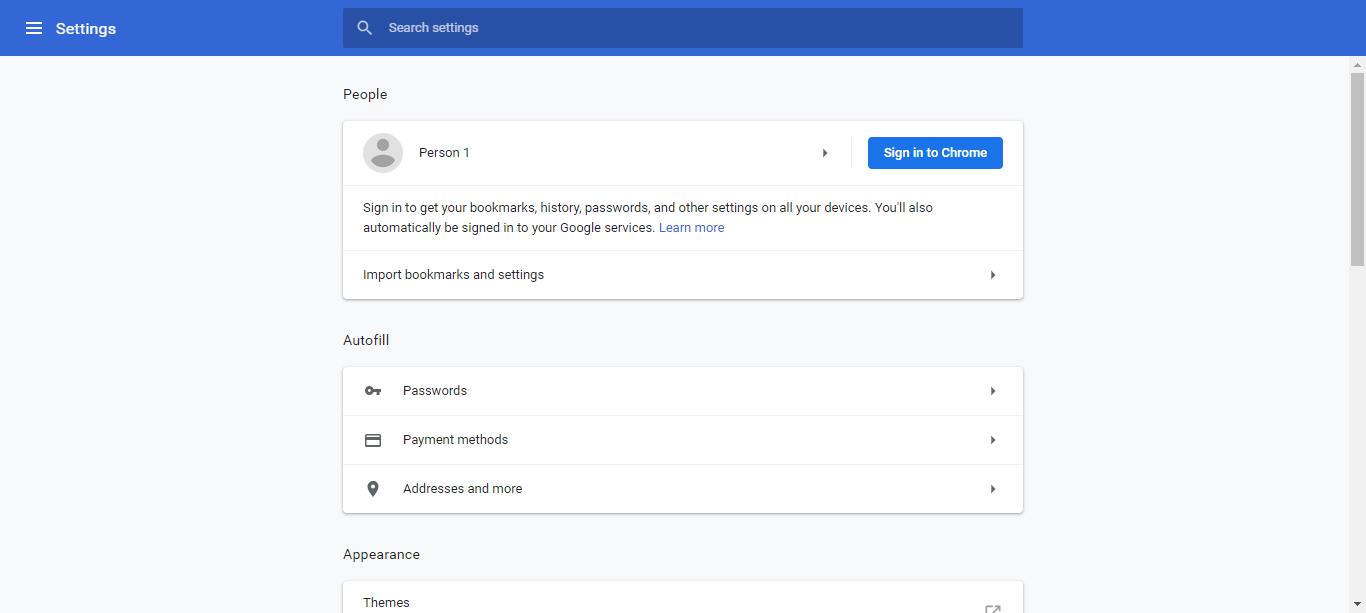 Settings
Search settings
People
Person 1
Sign in to Chrome
Sign in to get your bookmarks, history, passwords, and other settings on all your devices. You'll also
automatically be signed in to your Google services. Learn more
Import bookmarks and settings
Autofill
Passwords
Payment methods
Addresses and more
Appearance
Themes